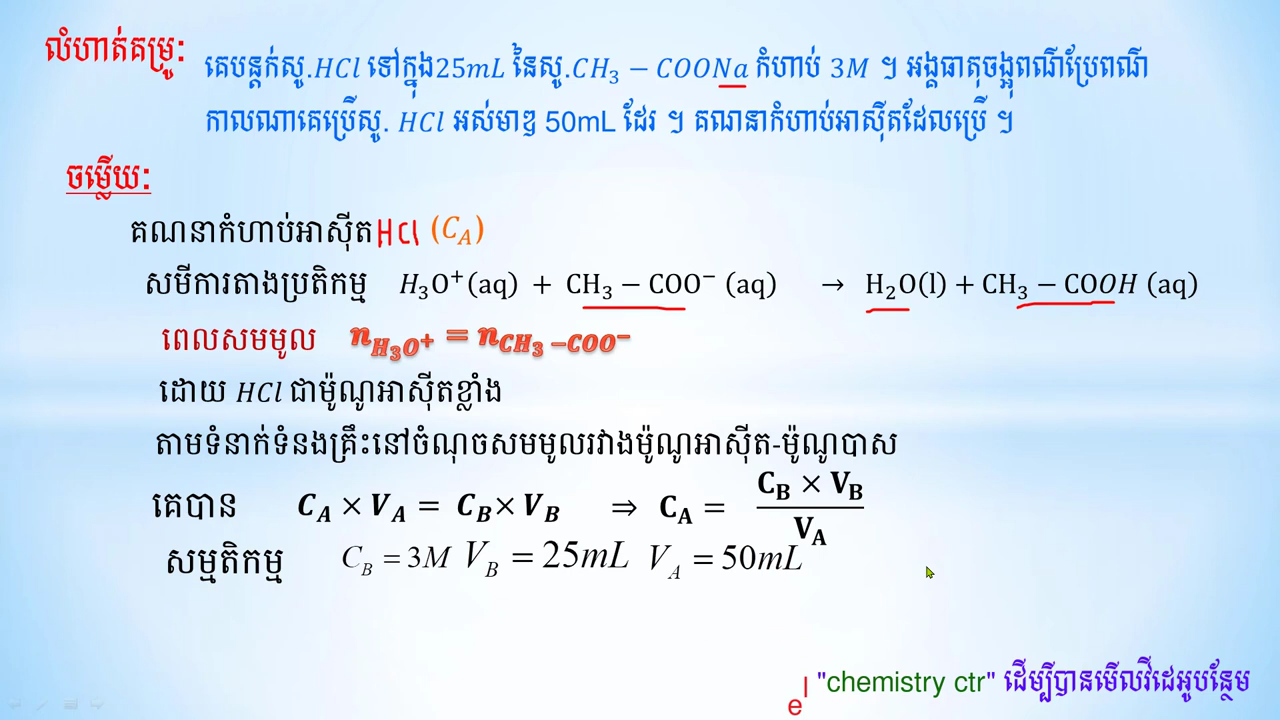 លំហាត់គម្រូ: គេបន្តក់សូ.HCl ទៅក្នុង25mL នៃសូ.CH₃ − COONa កំហាប់ 3M ។ អង្គធាតុចង្អុលពណ៌ប្រែពណ៌
កាលណាគេប្រើសូ. HCl អស់មាឌ 50mL ដែរ ។ គណនាកំហាប់អាស៊ីតដែលប្រើ ។
ចម្លើយ:
គណនាកំហាប់អាស៊ីតHCl (C_A)
សមីការតាងប្រតិកម្ម H₃O⁺(aq) + CH₃ − COO⁻ (aq) → H₂O(l) + CH₃ − COOH (aq)
ពេលសមមូល n_H₃O⁺ = n_CH₃−COO⁻
ដោយ HCl ជាម៉ូណូអាស៊ីតខ្លាំង
តាមទំនាក់ទំនងគ្រឹះនៅចំណុចសមមូលរវាងម៉ូណូអាស៊ីត-ម៉ូណូបាស
គេបាន C_A × V_A = C_B × V_B ⇒ C_A = (C_B × V_B) / V_A
សម្មតិកម្ម C_B = 3M V_B = 25mL V_A = 50mL
el "chemistry ctr" ដើម្បីបានមើលវីដេអូបន្ថែម